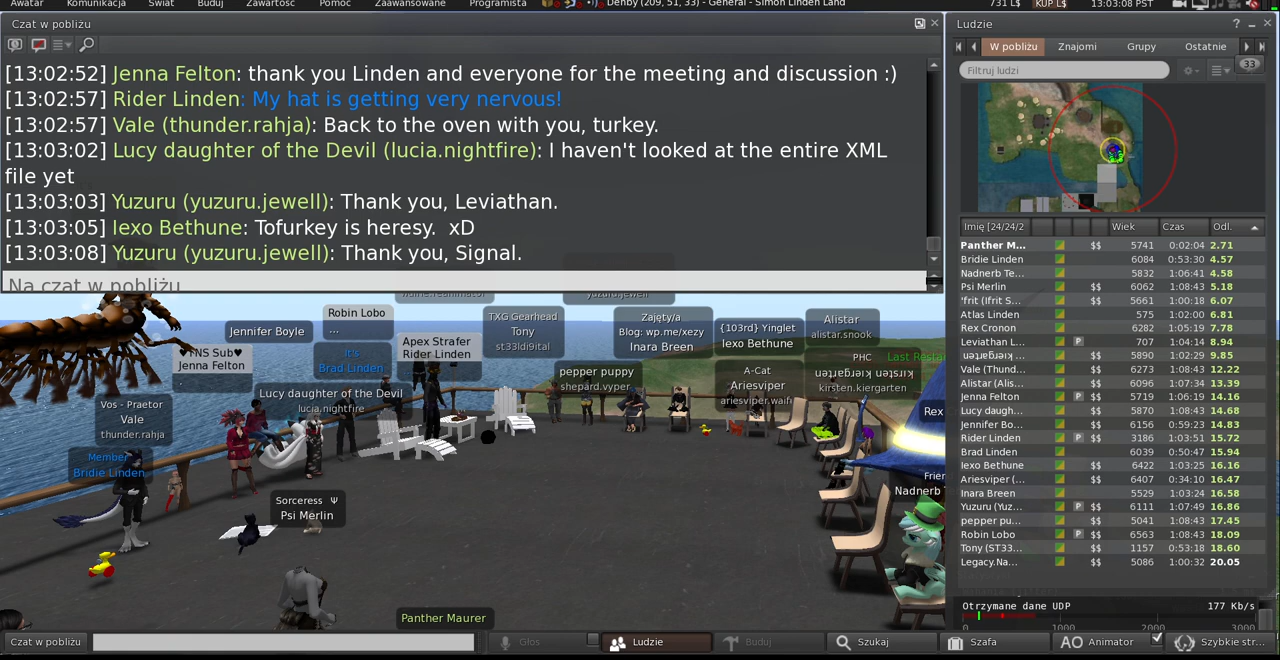 Awatar Komunikacja Świat Buduj Zawartość Pomoc Zaawansowane Programista Denby (209, 51, 33) - General - Simon Linden Land 731 L$ KUP L$ 13:03:08 PST
Czat w pobliżu
[13:02:52] Jenna Felton: thank you Linden and everyone for the meeting and discussion :)
[13:02:57] Rider Linden: My hat is getting very nervous!
[13:02:57] Vale (thunder.rahja): Back to the oven with you, turkey.
[13:03:02] Lucy daughter of the Devil (lucia.nightfire): I haven't looked at the entire XML
file yet
[13:03:03] Yuzuru (yuzuru.jewell): Thank you, Leviathan.
[13:03:05] Iexo Bethune: Tofurkey is heresy.  xD
[13:03:08] Yuzuru (yuzuru.jewell): Thank you, Signal.
Na czat w pobliżu
yuzuru.jewell
Robin Lobo
...
Jennifer Boyle
♥TNS Sub♥
Jenna Felton
It's
Brad Linden
Apex Strafer
Rider Linden
TXG Gearhead
Tony
st33ldi9ital
Zajęty/a
Blog: wp.me/xezy
Inara Breen
{103rd} Yinglet
Iexo Bethune
Alistar
alistar.snook
PHC
kirsten.kiergarten
pepper puppy
shepard.vyper
A-Cat
Ariesviper
ariesviper.waifi
Lucy daughter of the Devil
lucia.nightfire
Vos - Praetor
Vale
thunder.rahja
Member
Bridie Linden
Sorceress Ψ
Psi Merlin
Rex
Nadnerb
Panther Maurer
Ludzie
? _ ×
W pobliżu Znajomi Grupy Ostatnie
Filtruj ludzi
33
Imię [24/24/2 Wiek Czas Odl.
Panther M... $$ 5741 0:02:04 2.71
Bridie Linden 6084 0:53:30 4.57
Nadnerb Te... 5832 1:06:41 4.58
Psi Merlin $$ 6062 1:08:43 5.18
'frit (Ifrit S... $$ 5661 1:00:18 6.07
Atlas Linden 575 1:02:00 6.81
Rex Cronon 6282 1:05:19 7.78
Leviathan L... P 707 1:04:14 8.94
$$ 5890 1:02:29 9.85
Vale (Thund... $$ 6273 1:08:43 12.22
Alistar (Alis... $$ 6096 1:07:34 13.39
Jenna Felton P $$ 5719 1:06:19 14.16
Lucy daugh... $$ 5870 1:08:43 14.68
Jennifer Bo... 6156 0:59:23 14.83
Rider Linden P $$ 3186 1:03:51 15.72
Brad Linden 6039 0:50:47 15.94
Iexo Bethune $$ 6422 1:03:25 16.16
Ariesviper (... $$ 6407 0:34:10 16.47
Inara Breen 5529 1:03:24 16.58
Yuzuru (Yuz... P $$ 6111 1:07:49 16.86
pepper pu... $$ 5041 1:08:43 17.45
Robin Lobo P $$ 6563 1:08:43 18.09
Tony (ST33... $$ 1157 0:53:18 18.60
Legacy.Na... $$ 5086 1:00:32 20.05
Otrzymane dane UDP 177 Kb/s
0 1000 2000 3000
Czat w pobliżu Głos Ludzie Buduj Szukaj Szafa AO Animator Szybkie str...